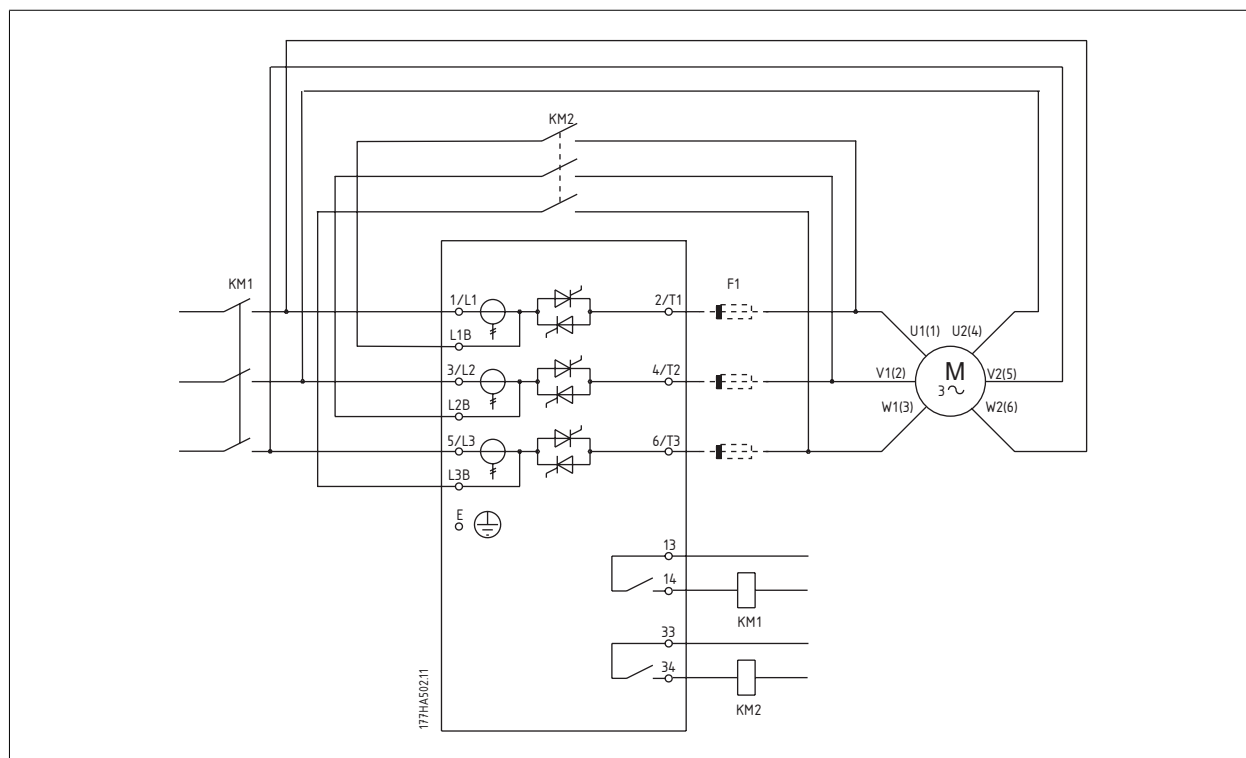 KM2
KM1
F1
1/L1
2/T1
L1B
U1(1) U2(4)
3/L2
4/T2
V1(2)
M
3~
V2(5)
L2B
W1(3)
W2(6)
5/L3
6/T3
L3B
E
13
14
KM1
33
34
KM2
177HA502.11